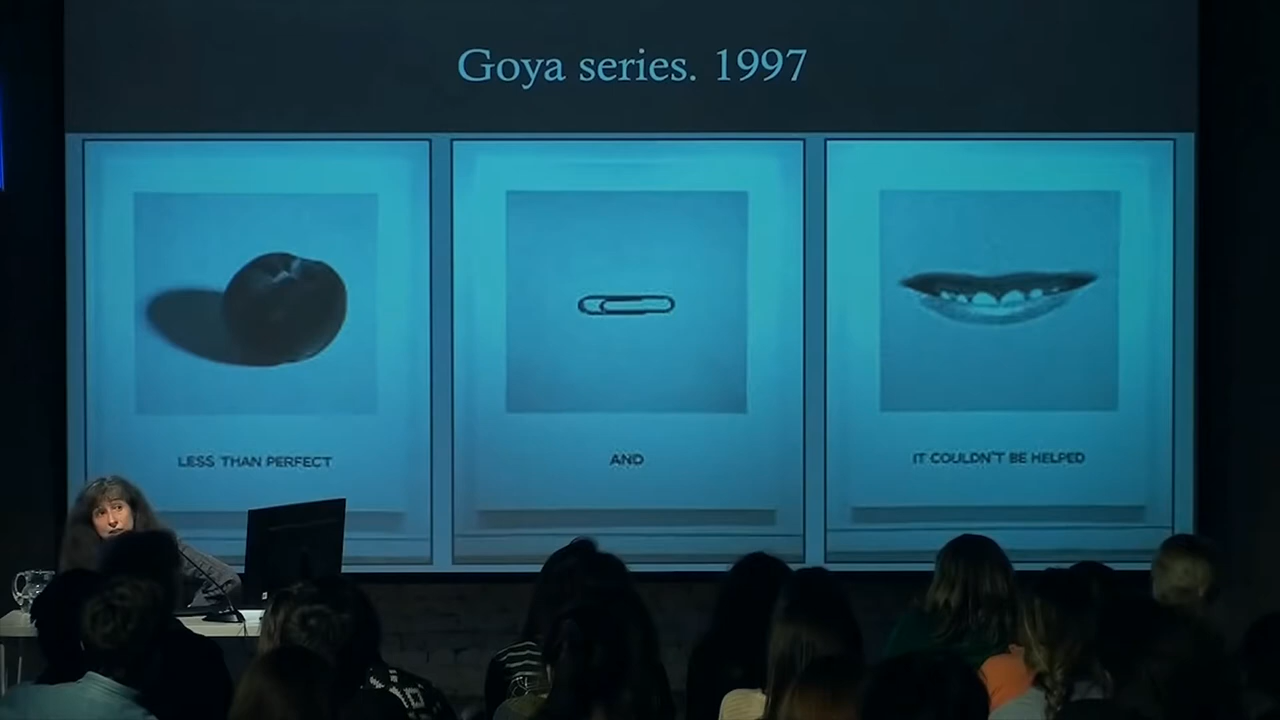 Goya series. 1997
LESS THAN PERFECT
AND
IT COULDN'T BE HELPED